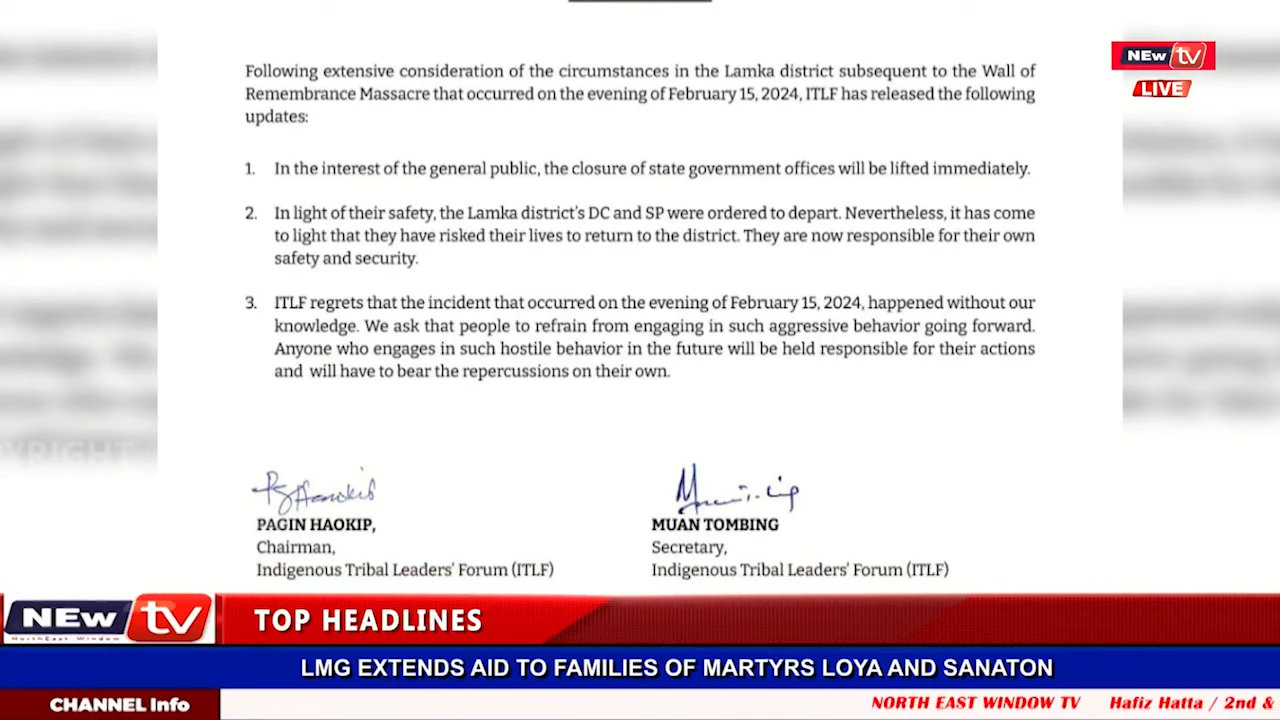 NEW tv
LIVE
Following extensive consideration of the circumstances in the Lamka district subsequent to the Wall of
Remembrance Massacre that occurred on the evening of February 15, 2024, ITLF has released the following
updates:
1. In the interest of the general public, the closure of state government offices will be lifted immediately.
2. In light of their safety, the Lamka district's DC and SP were ordered to depart. Nevertheless, it has come
to light that they have risked their lives to return to the district. They are now responsible for their own
safety and security.
3. ITLF regrets that the incident that occurred on the evening of February 15, 2024, happened without our
knowledge. We ask that people to refrain from engaging in such aggressive behavior going forward.
Anyone who engages in such hostile behavior in the future will be held responsible for their actions
and will have to bear the repercussions on their own.
PAGIN HAOKIP,
Chairman,
Indigenous Tribal Leaders' Forum (ITLF)
MUAN TOMBING
Secretary,
Indigenous Tribal Leaders' Forum (ITLF)
NEW tv
NorthEast Window
TOP HEADLINES
LMG EXTENDS AID TO FAMILIES OF MARTYRS LOYA AND SANATON
CHANNEL Info
NORTH EAST WINDOW TV Hafiz Hatta / 2nd &